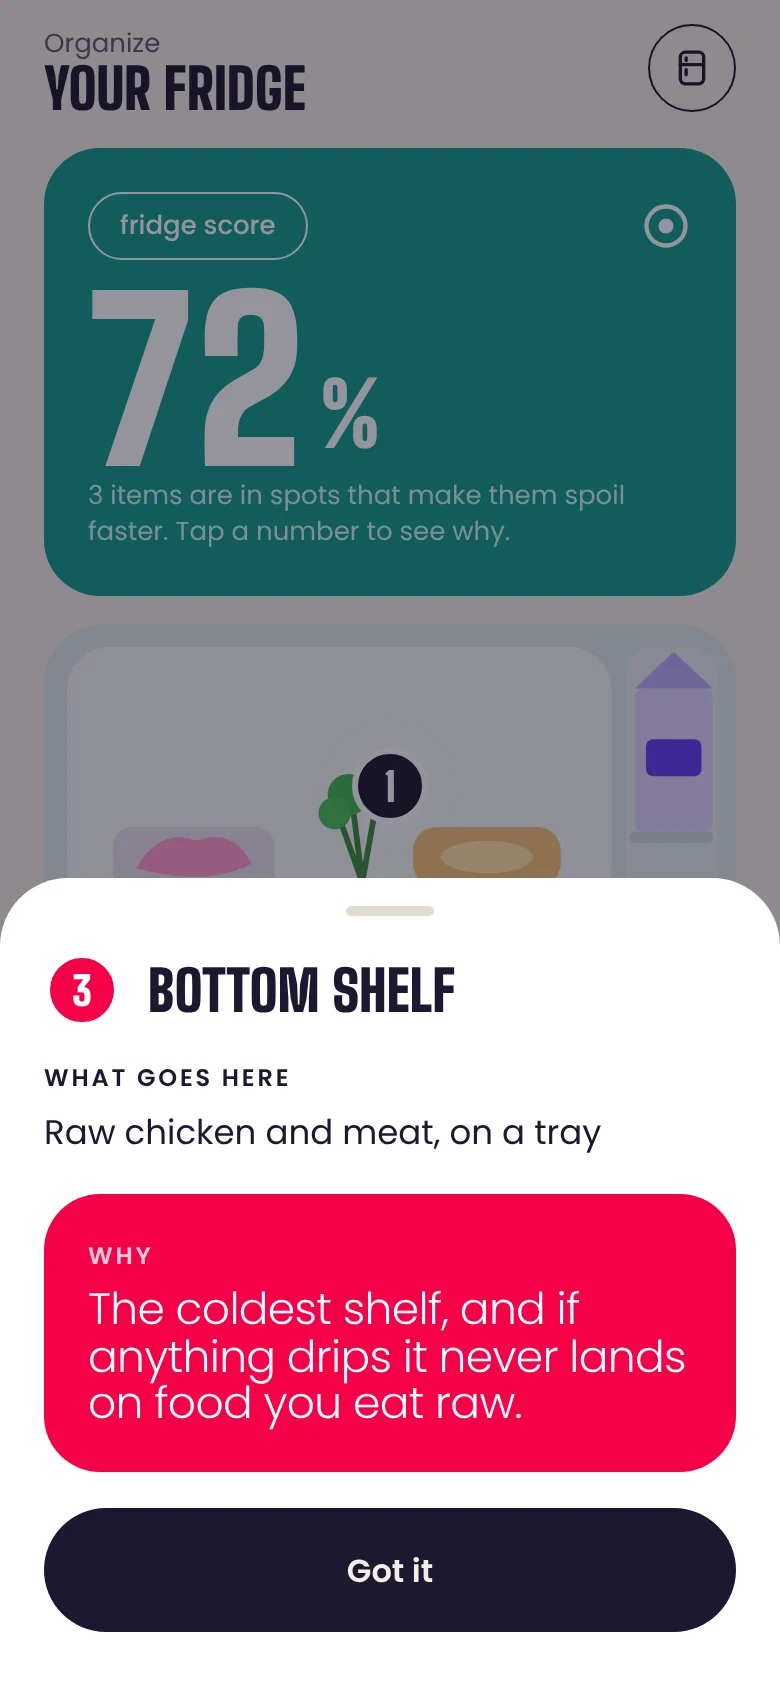 Organize
YOUR FRIDGE
fridge score
72%
3 items are in spots that make them spoil
faster. Tap a number to see why.
1
3 BOTTOM SHELF
WHAT GOES HERE
Raw chicken and meat, on a tray
WHY
The coldest shelf, and if
anything drips it never lands
on food you eat raw.
Got it